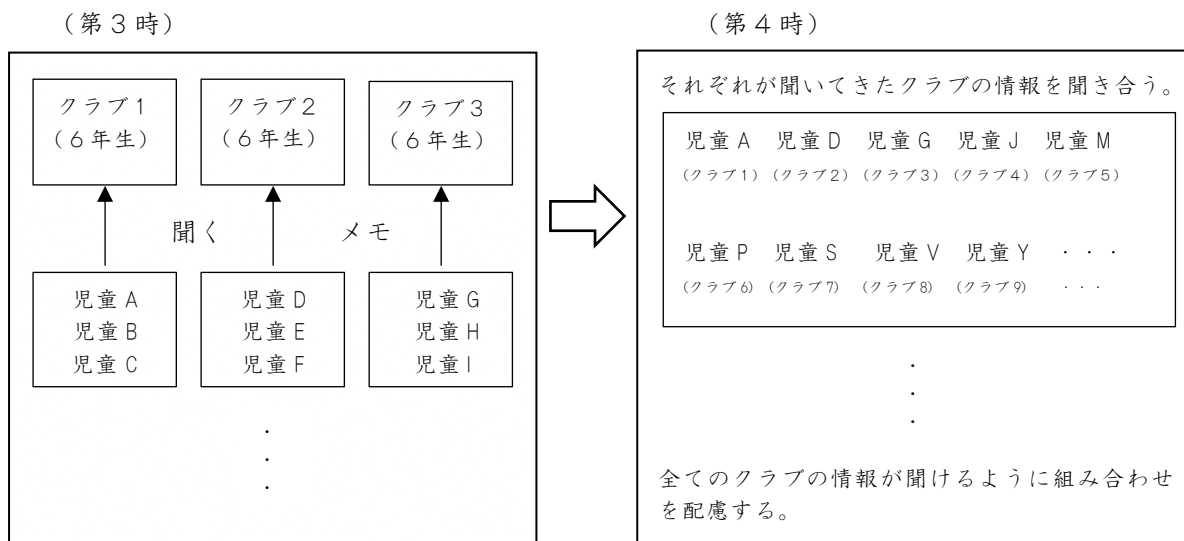 (第3時)
クラブ1
(6年生)
クラブ2
(6年生)
クラブ3
(6年生)
聞く
メモ
児童A
児童B
児童C
児童D
児童E
児童F
児童G
児童H
児童I
・
・
・
(第4時)
それぞれが聞いてきたクラブの情報を聞き合う。
児童A 児童D 児童G 児童J 児童M
(クラブ1) (クラブ2) (クラブ3) (クラブ4) (クラブ5)
児童P 児童S 児童V 児童Y ・・・
(クラブ6) (クラブ7) (クラブ8) (クラブ9) ・・・
・
・
・
全てのクラブの情報が聞けるように組み合わせ
を配慮する。